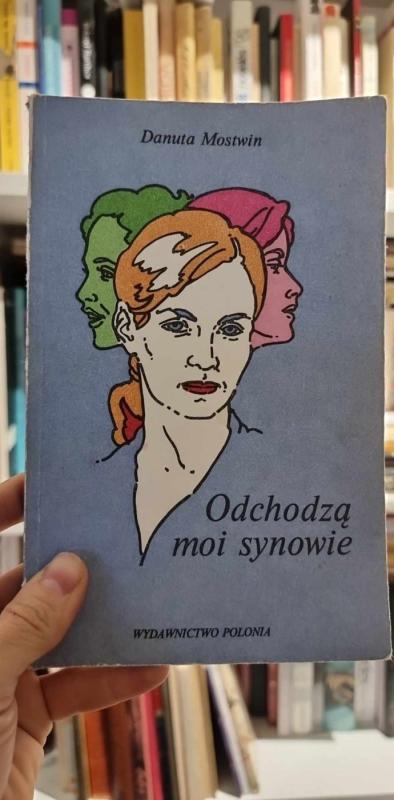 Danuta Mostwin
Odchodzą
moi synowie
WYDAWNICTWO POLONIA